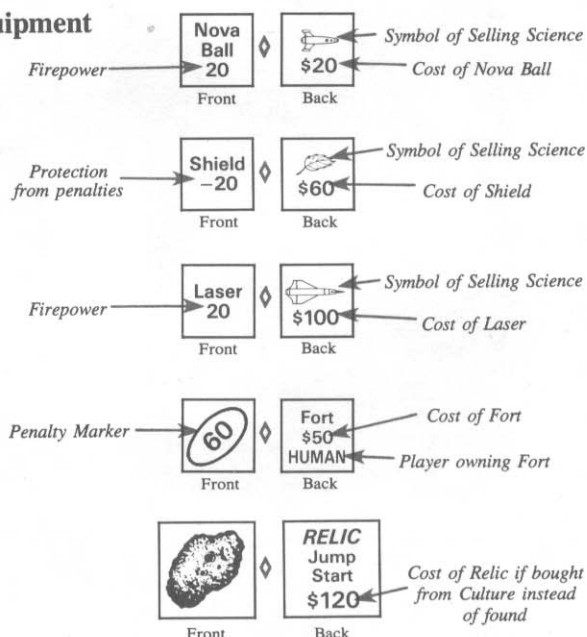 uipment
Nova
Ball
20
Firepower
Front
$20
Back
Symbol of Selling Science
Cost of Nova Ball
Protection
from penalties
Shield
–20
Front
$60
Back
Symbol of Selling Science
Cost of Shield
Firepower
Laser
20
Front
$100
Back
Symbol of Selling Science
Cost of Laser
Penalty Marker
60
Front
Fort
$50
HUMAN
Back
Cost of Fort
Player owning Fort
Front
RELIC
Jump
Start
$120
Back
Cost of Relic if bought
from Culture instead
of found